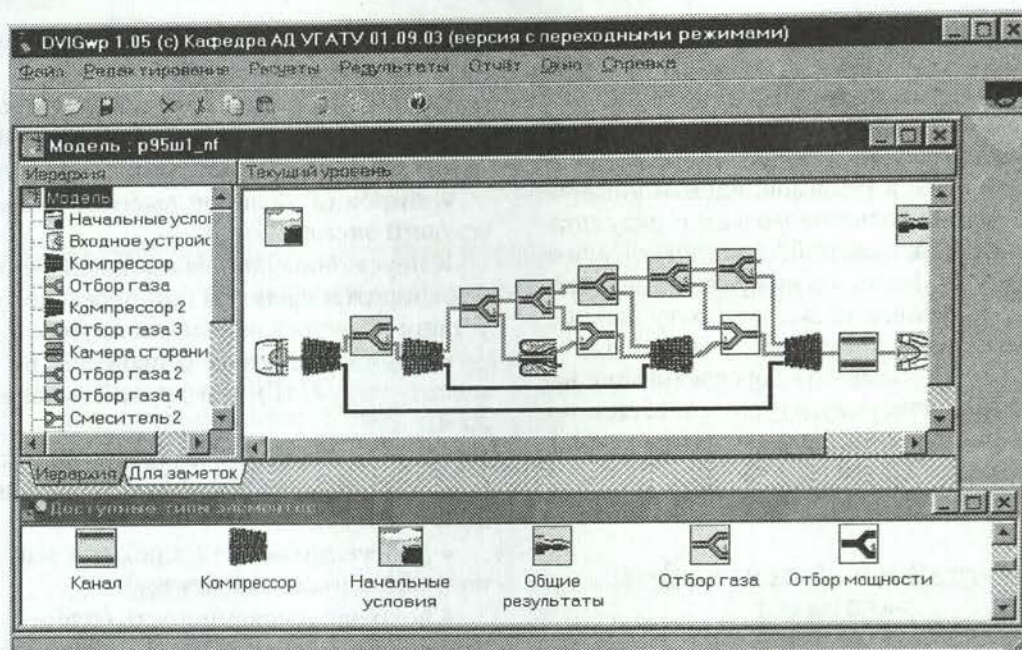 DVIGwp 1.05 (c) Кафедра АД УГАТУ 01.09.03 (версия с переходными режимами)
Файл Редактирование Расчеты Результаты Отчёт Окно Справка
Модель : р95ш1_nf
Иерархия
Текущий уровень
Модель
Начальные услог
Входное устройс
Компрессор
Отбор газа
Компрессор 2
Отбор газа 3
Камера сгорани
Отбор газа 2
Отбор газа 4
Смеситель 2
Иерархия Для заметок
Доступные типы элементов
Канал
Компрессор
Начальные условия
Общие результаты
Отбор газа
Отбор мощности